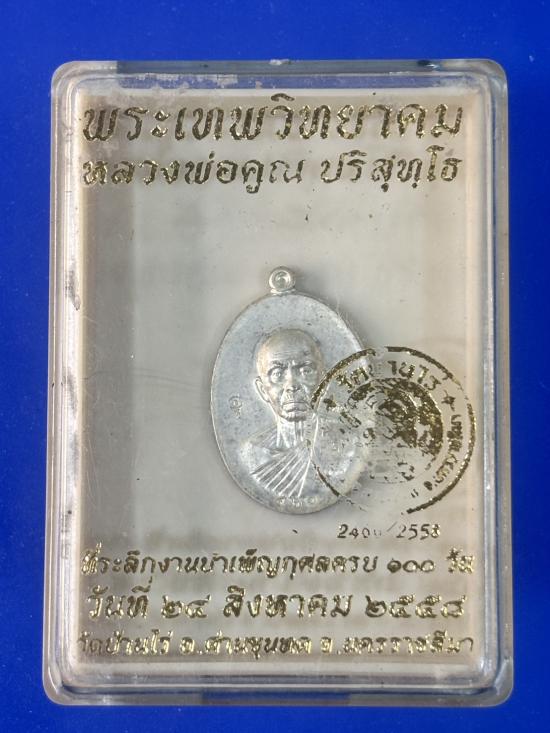 พระเทพวิทยาคม
หลวงพ่อคูณ ปริสุทฺโธ
ที่ระลึกงานบำเพ็ญกุศลครบ ๑๐๐ วัน
วันที่ ๒๔ สิงหาคม ๒๕๕๘
วัดบ้านไร่ อ.ด่านขุนทด จ.นครราชสีมา